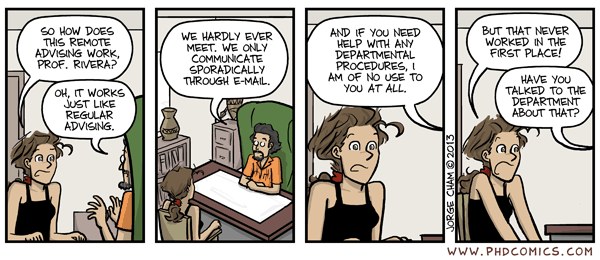 SO HOW DOES
THIS REMOTE
ADVISING WORK,
PROF. RIVERA?
OH, IT WORKS
JUST LIKE
REGULAR
ADVISING.
WE HARDLY EVER
MEET. WE ONLY
COMMUNICATE
SPORADICALLY
THROUGH E-MAIL.
AND IF YOU NEED
HELP WITH ANY
DEPARTMENTAL
PROCEDURES, I
AM OF NO USE TO
YOU AT ALL.
JORGE CHAM © 2013
BUT THAT NEVER
WORKED IN THE
FIRST PLACE!
HAVE YOU
TALKED TO THE
DEPARTMENT
ABOUT THAT?
WWW.PHDCOMICS.COM